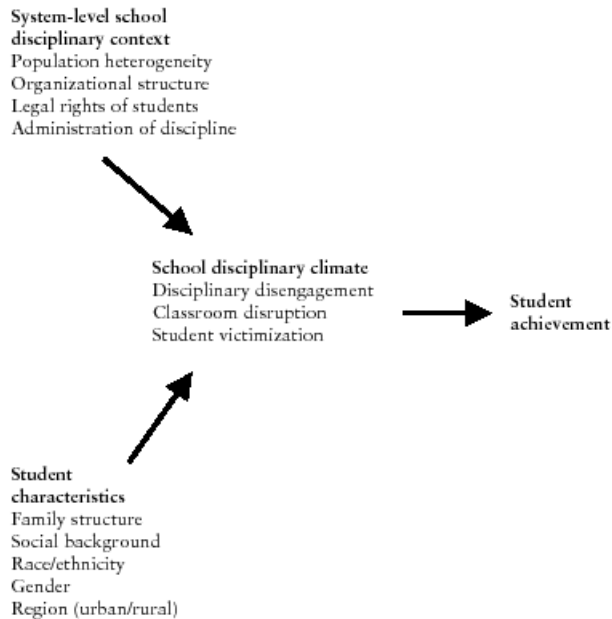 System-level school
disciplinary context
Population heterogeneity
Organizational structure
Legal rights of students
Administration of discipline
School disciplinary climate
Disciplinary disengagement
Classroom disruption
Student victimization
Student
achievement
Student
characteristics
Family structure
Social background
Race/ethnicity
Gender
Region (urban/rural)